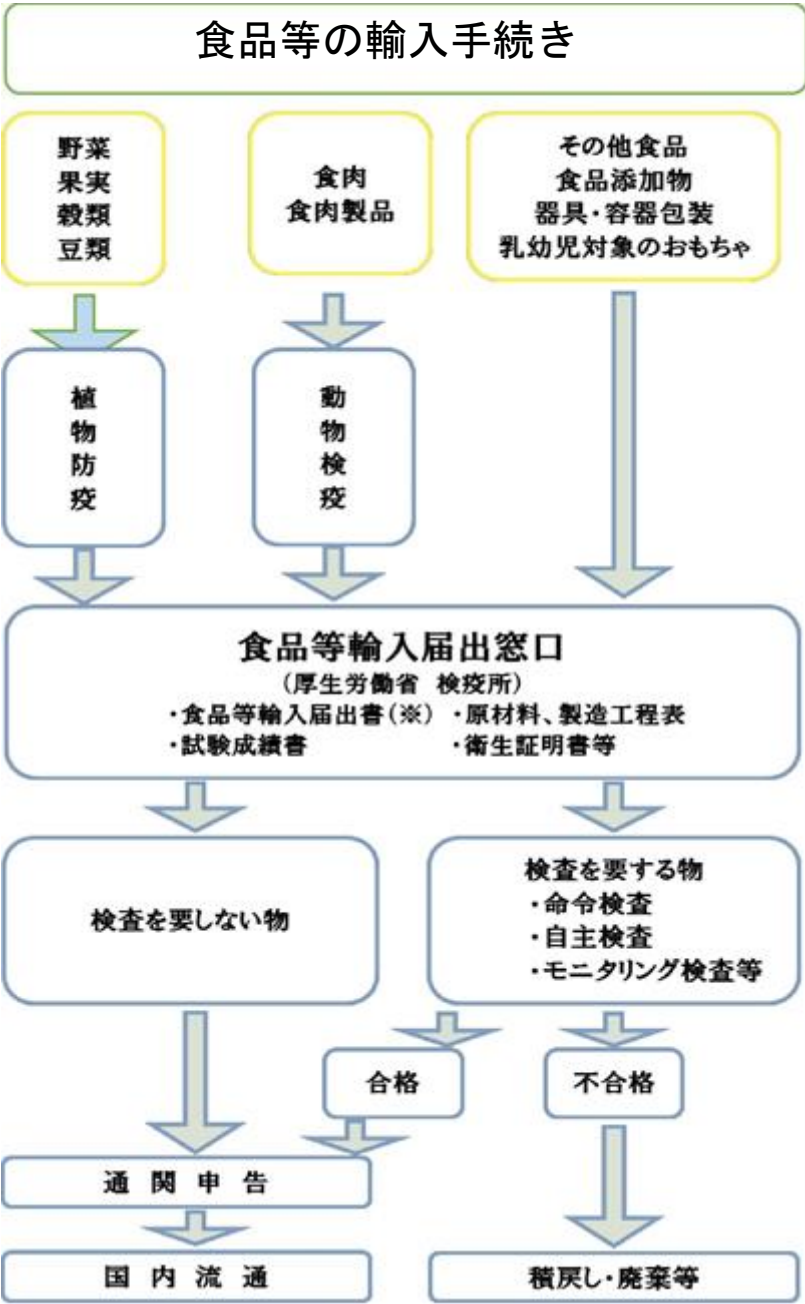 食品等の輸入手続き
野菜
果実
穀類
豆類
食肉
食肉製品
その他食品
食品添加物
器具・容器包装
乳幼児対象のおもちゃ
植物防疫
動物検疫
食品等輸入届出窓口
(厚生労働省 検疫所)
・食品等輸入届出書(※) ・原材料、製造工程表
・試験成績書 ・衛生証明書等
検査を要しない物
検査を要する物
・命令検査
・自主検査
・モニタリング検査等
合格
不合格
通関申告
国内流通
積戻し・廃棄等